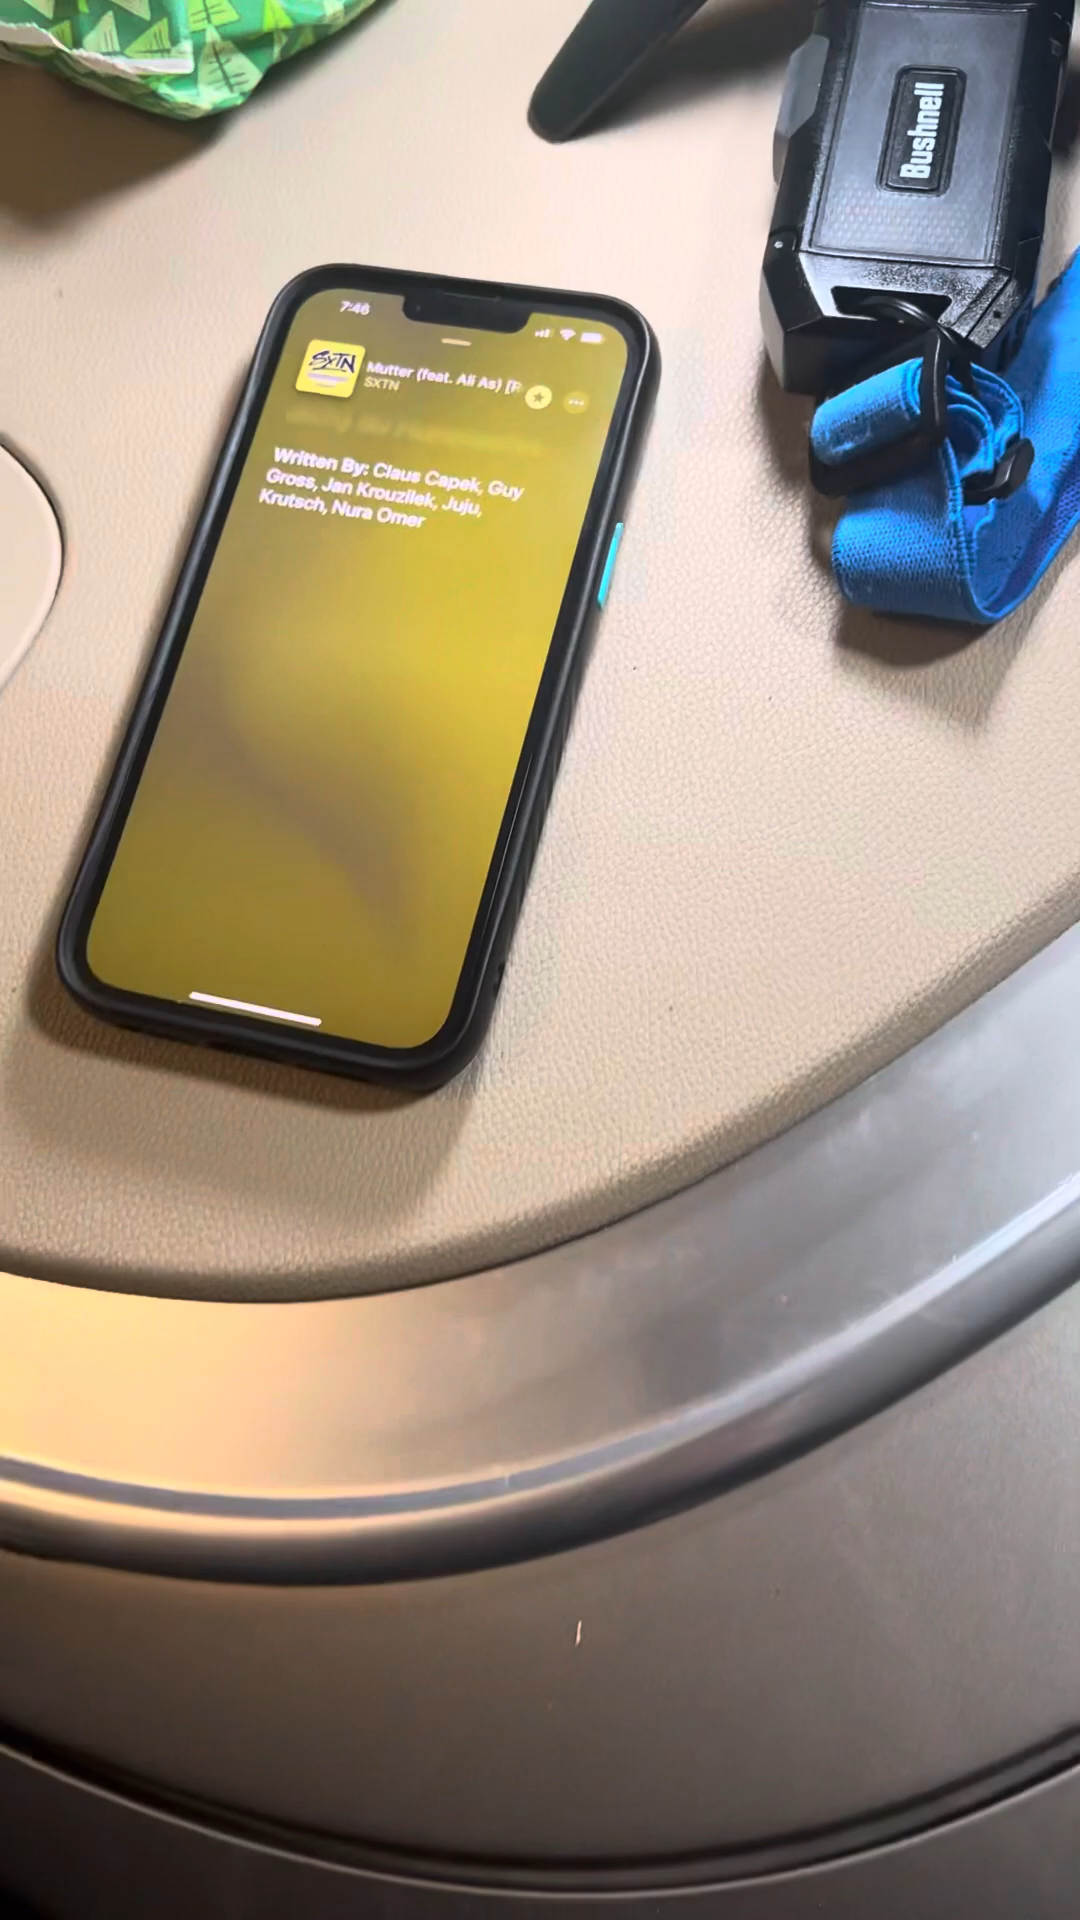 Bushnell
7:46
SXTN
Mutter (feat. Ali As) [R
SXTN
Written By: Claus Capek, Guy
Gross, Jan Krouzilek, Juju,
Krutsch, Nura Omer